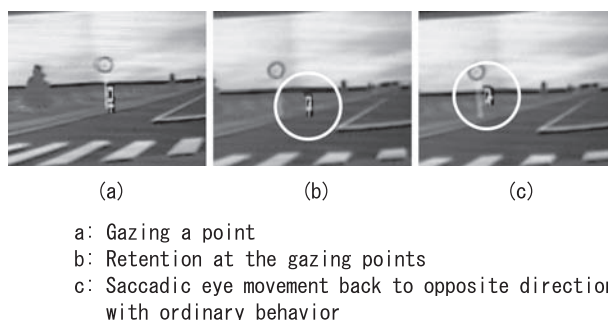 (a) (b) (c)
a: Gazing a point
b: Retention at the gazing points
c: Saccadic eye movement back to opposite direction
with ordinary behavior